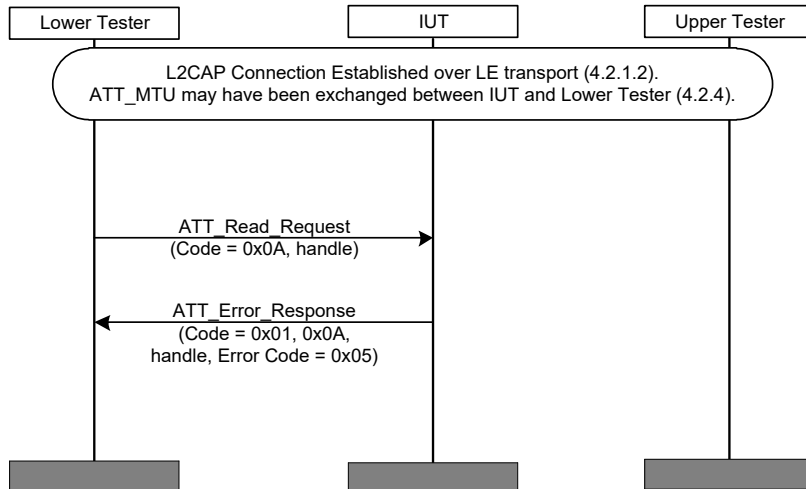 Lower Tester
IUT
Upper Tester
L2CAP Connection Established over LE transport (4.2.1.2).
ATT_MTU may have been exchanged between IUT and Lower Tester (4.2.4).
ATT_Read_Request
(Code = 0x0A, handle)
ATT_Error_Response
(Code = 0x01, 0x0A,
handle, Error Code = 0x05)